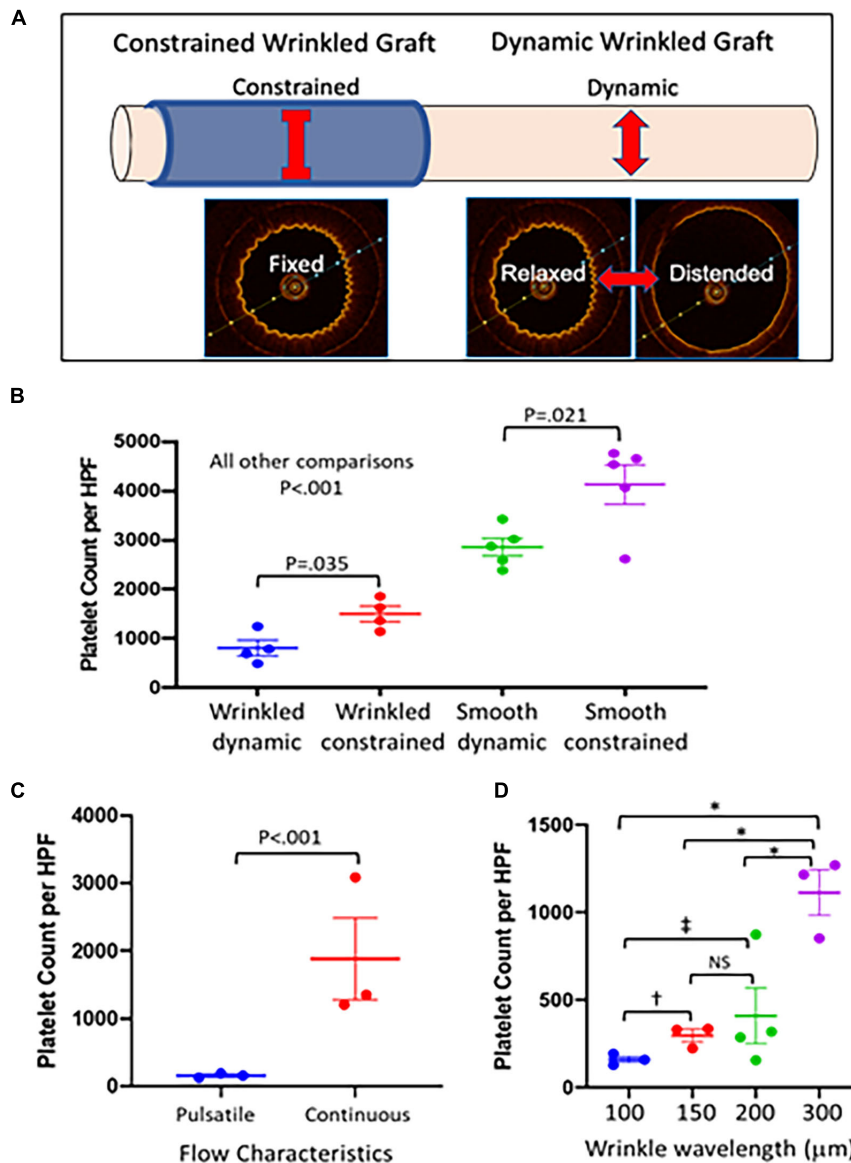 A
Constrained Wrinkled Graft
Dynamic Wrinkled Graft
Constrained
Dynamic
Fixed
Relaxed
Distended
B
Platelet Count per HPF
5000
4000
3000
2000
1000
0
All other comparisons
P<.001
P=.035
P=.021
Wrinkled dynamic
Wrinkled constrained
Smooth dynamic
Smooth constrained
C
Platelet Count per HPF
4000
3000
2000
1000
0
P<.001
Pulsatile
Continuous
Flow Characteristics
D
Platelet Count per HPF
1500
1000
500
0
*
*
*
‡
NS
†
100
150
200
300
Wrinkle wavelength (μm)